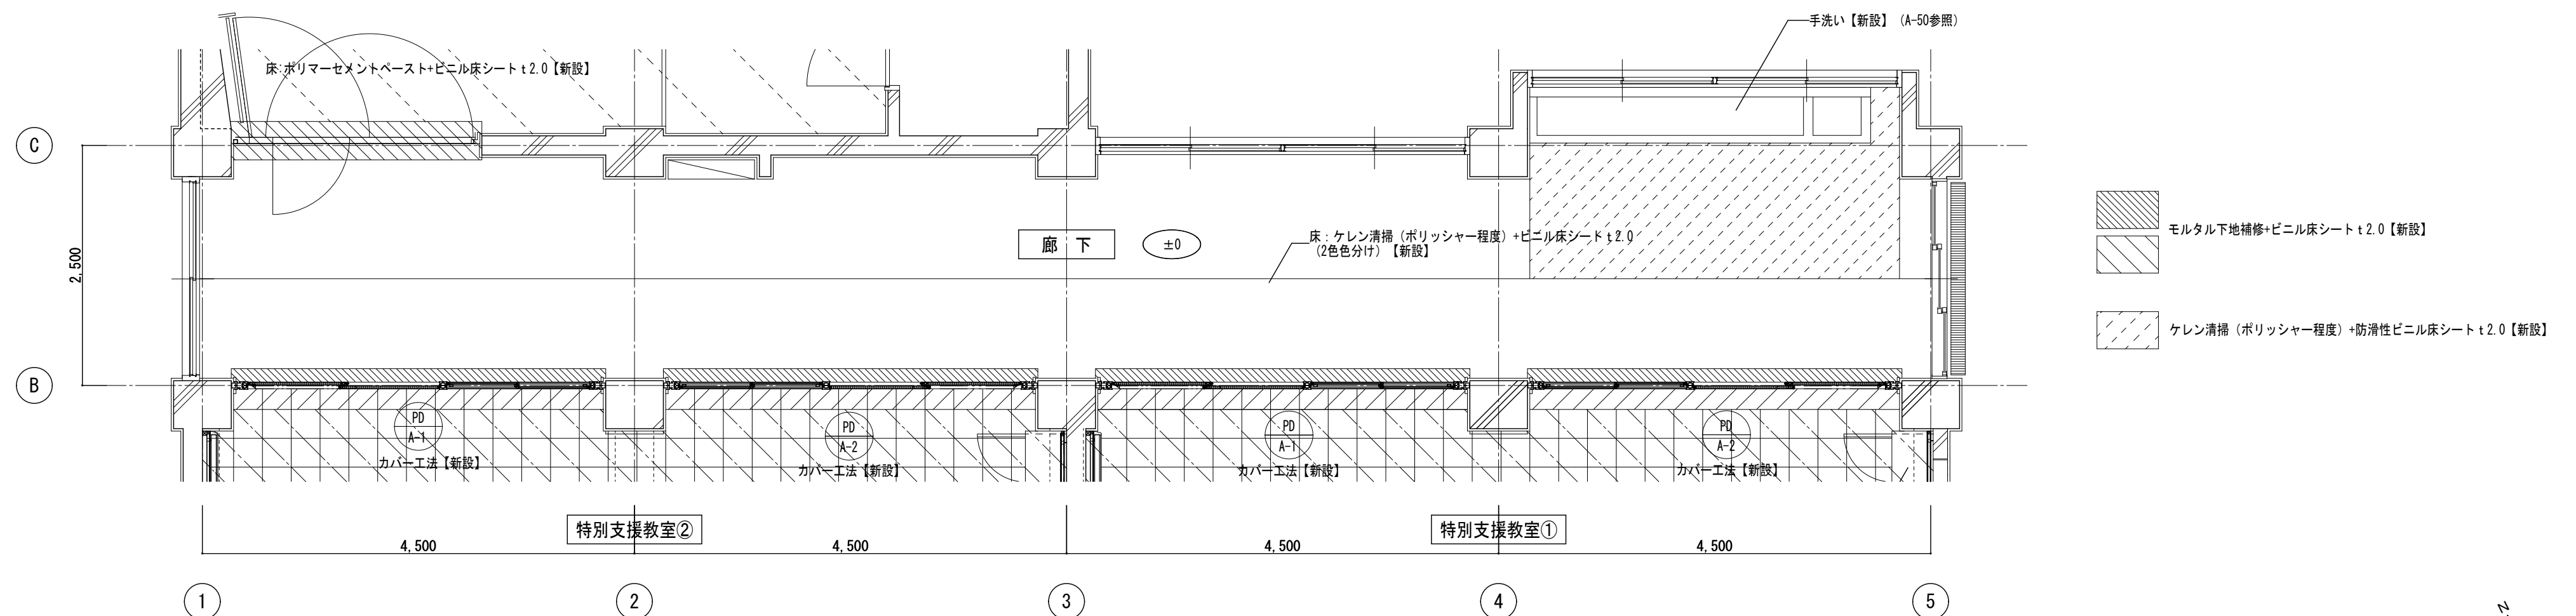 手洗い【新設】（A-50参照）
床:ポリマーセメントペースト+ビニル床シートt2.0【新設】
C
2,500
廊 下
±0
床：ケレン清掃（ポリッシャー程度）+ビニル床シートt2.0
（2色色分け）【新設】
モルタル下地補修+ビニル床シートt2.0【新設】
ケレン清掃（ポリッシャー程度）+防滑性ビニル床シートt2.0【新設】
B
PD
A-1
カバー工法【新設】
PD
A-2
カバー工法【新設】
PD
A-1
カバー工法【新設】
PD
A-2
カバー工法【新設】
特別支援教室②
特別支援教室①
4,500
4,500
4,500
4,500
1
2
3
4
5
N